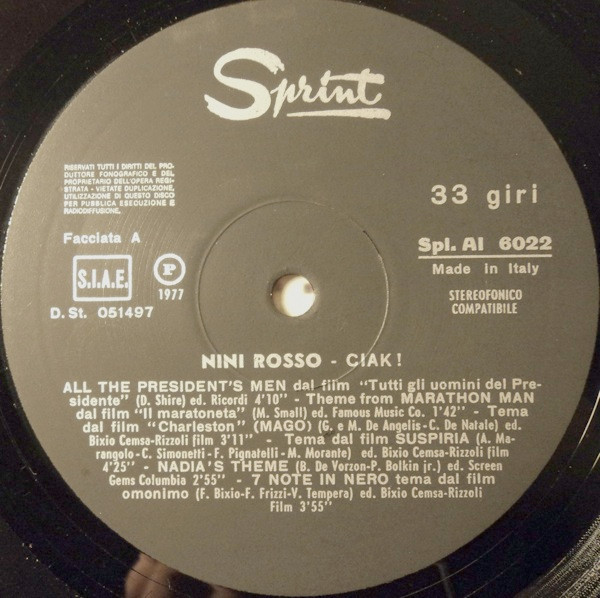 Sprint
RISERVATI TUTTI I DIRITTI DEL PRO-
DUTTORE FONOGRAFICO E DEL
PROPRIETARIO DELL'OPERA REGI-
STRATA - VIETATE DUPLICAZIONE,
UTILIZZAZIONE DI QUESTO DISCO
PER PUBBLICA ESECUZIONE E
RADIODIFFUSIONE.
33 giri
Facciata A
Spl. AI 6022
Made in Italy
S.I.A.E.
P
1977
STEREOFONICO
COMPATIBILE
D. St. 051497
NINI ROSSO - CIAK!
ALL THE PRESIDENT'S MEN dal film "Tutti gli uomini del Pre-
sidente" (D. Shire) ed. Ricordi 4'10" - Theme from MARATHON MAN
dal film "Il maratoneta" (M. Small) ed. Famous Music Co. 1'42" - Tema
dal film "Charleston" (MAGO) (G. e M. De Angelis-C. De Natale) ed.
Bixio Cemsa-Rizzoli film 3'11" - Tema dal film SUSPIRIA (A. Ma-
rangolo-C. Simonetti - F. Pignatelli - M. Morante) ed. Bixio Cemsa-Rizzoli film
4'25" - NADIA'S THEME (B. De Vorzon-P. Bolkin jr.) ed. Screen
Gems Columbia 2'55" - 7 NOTE IN NERO tema dal film
omonimo (F. Bixio-F. Frizzi-V. Tempera) ed. Bixio Cemsa-Rizzoli
Film 3'55"